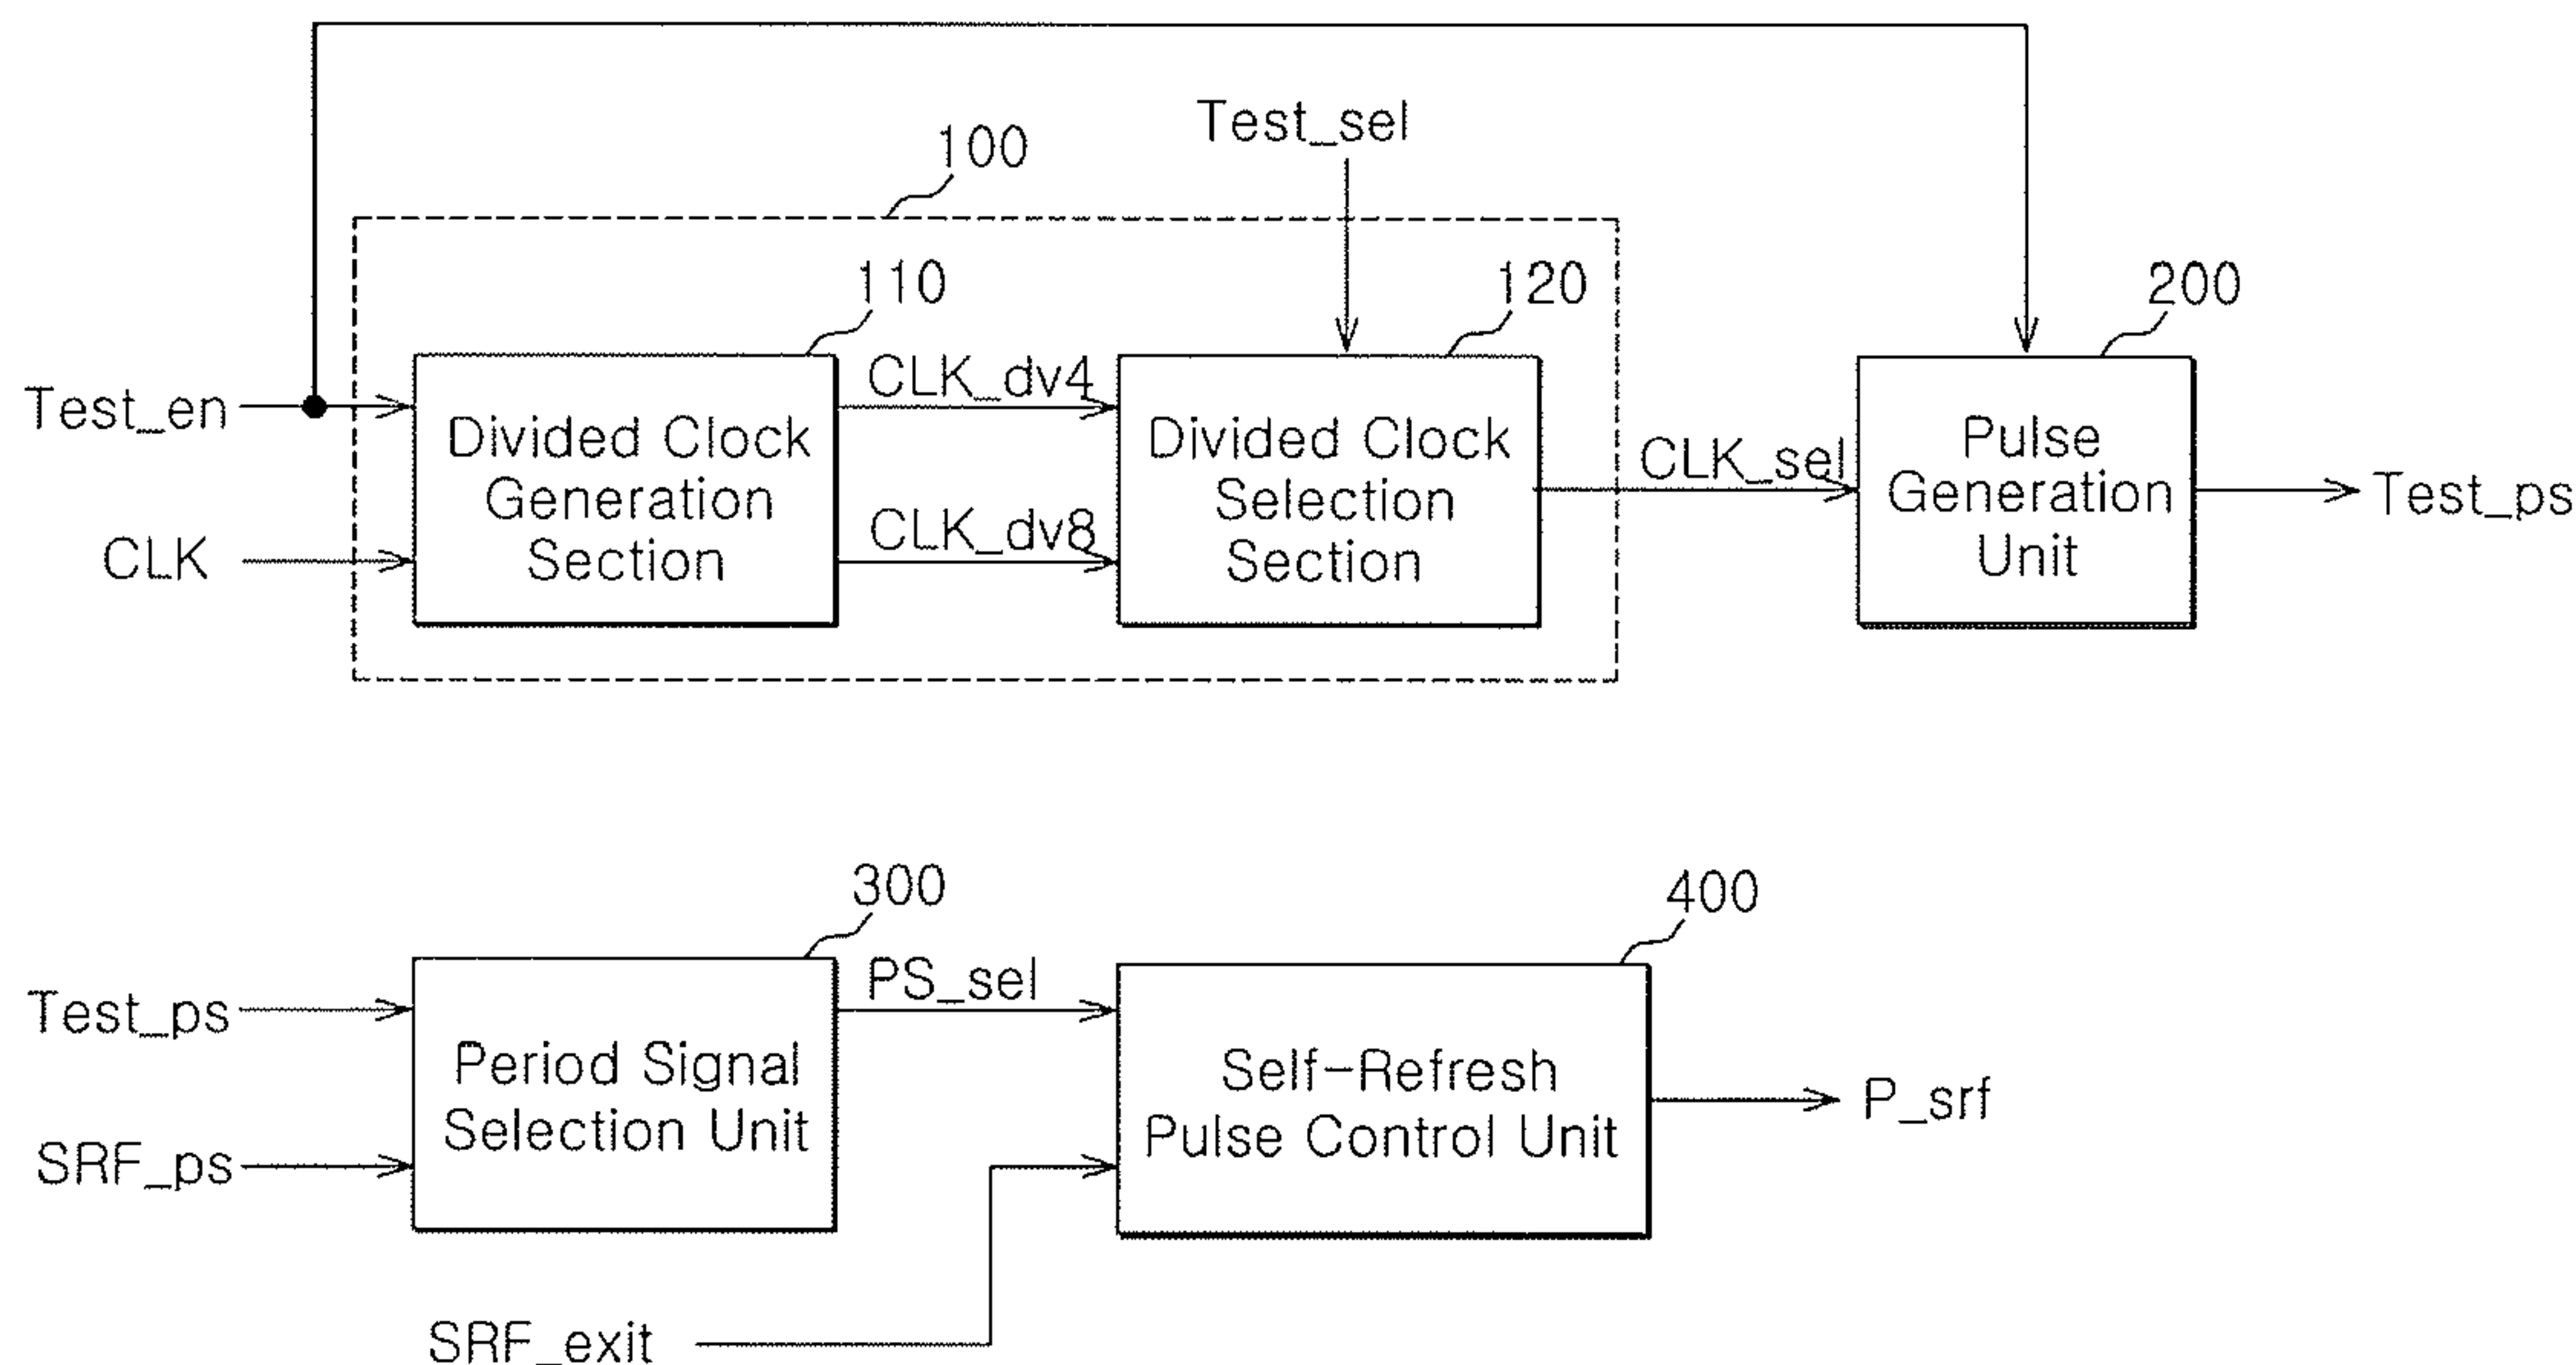 Test_sel
100
110
120
200
Test_en
CLK_dv4
Divided Clock
Generation
Section
Divided Clock
Selection
Section
CLK_sel
Pulse
Generation
Unit
Test_ps
CLK
CLK_dv8
300
400
Test_ps
PS_sel
Period Signal
Selection Unit
Self-Refresh
Pulse Control Unit
P_srf
SRF_ps
SRF_exit